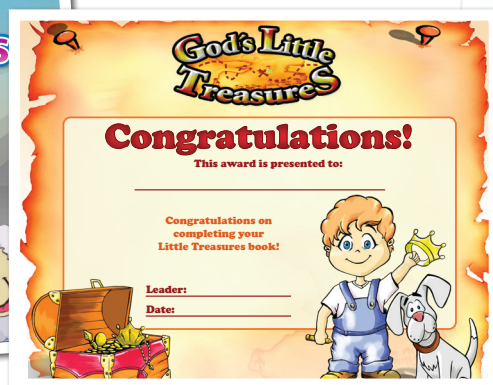 God's Little
Treasures
Congratulations!
This award is presented to:
Congratulations on
completing your
Little Treasures book!
Leader:
Date: